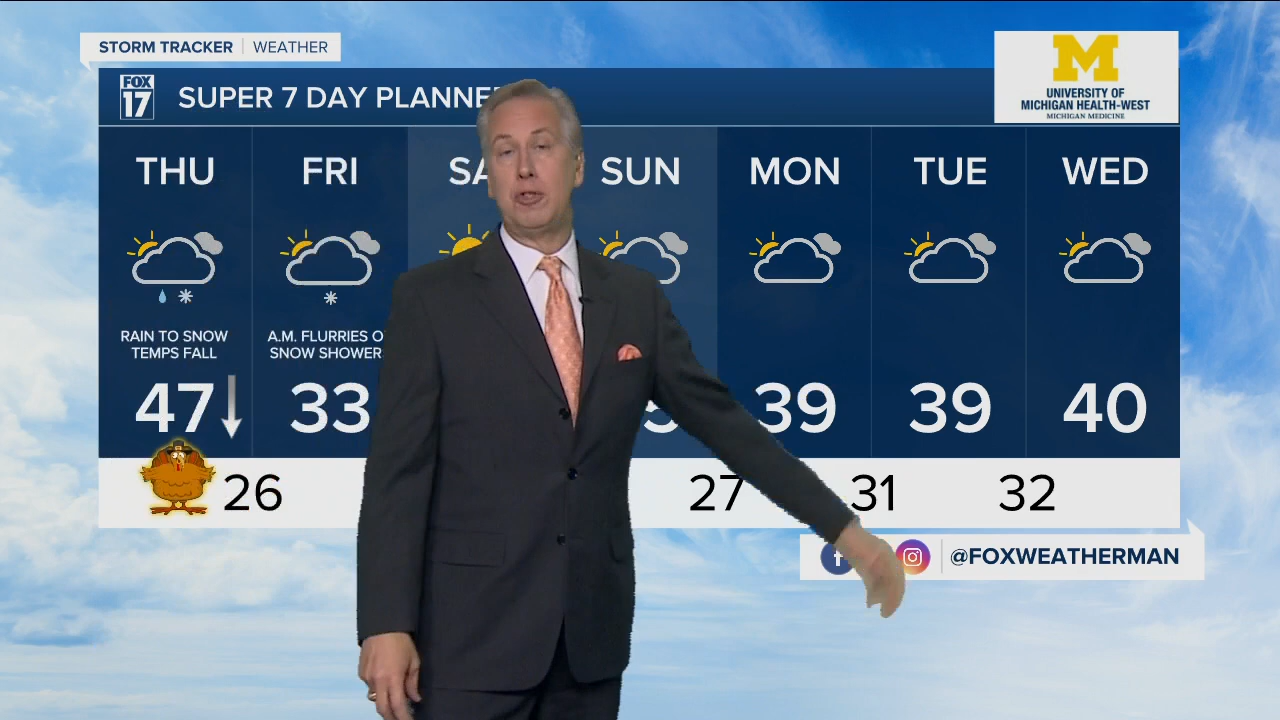 STORM TRACKER WEATHER
FOX 17
SUPER 7 DAY PLANNE
M
UNIVERSITY OF
MICHIGAN HEALTH-WEST
MICHIGAN MEDICINE
THU FRI SA SUN MON TUE WED
RAIN TO SNOW
TEMPS FALL
A.M. FLURRIES O
SNOW SHOWER
47 33 39 39 40
26 27 31 32
@FOXWEATHERMAN